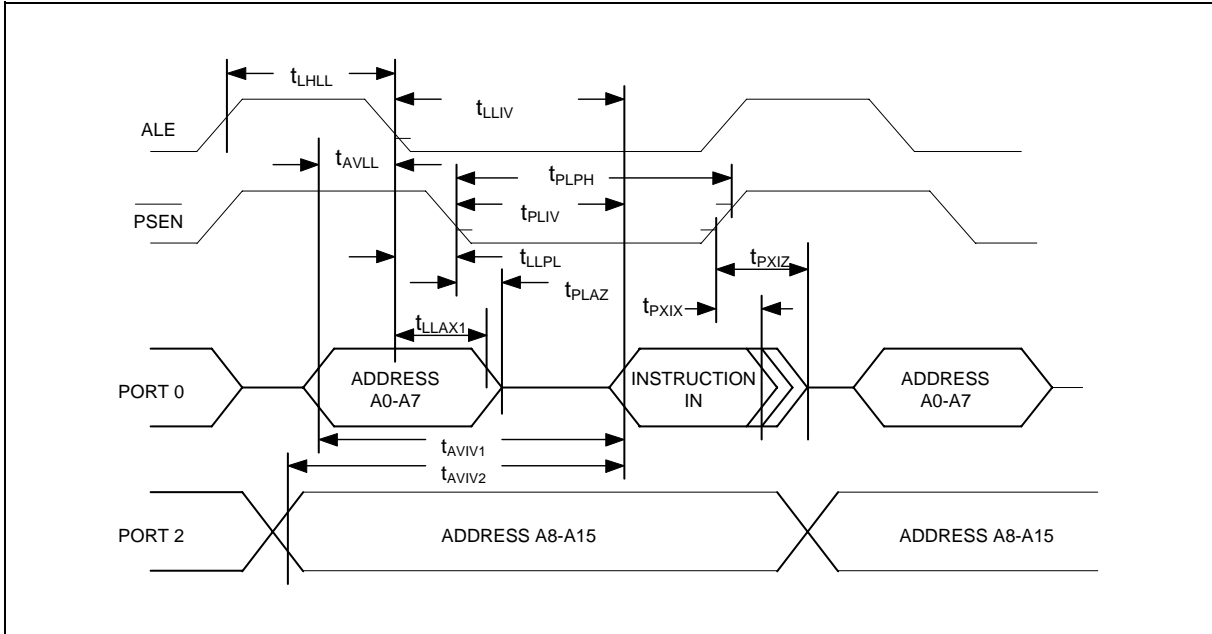 tLHLL
tLLIV
ALE
tAVLL
tPLPH
PSEN
tPLIV
tLLPL
tPXIZ
tPLAZ
tPXIX
tLLAX1
PORT 0
ADDRESS
A0-A7
INSTRUCTION
IN
ADDRESS
A0-A7
tAVIV1
tAVIV2
PORT 2
ADDRESS A8-A15
ADDRESS A8-A15